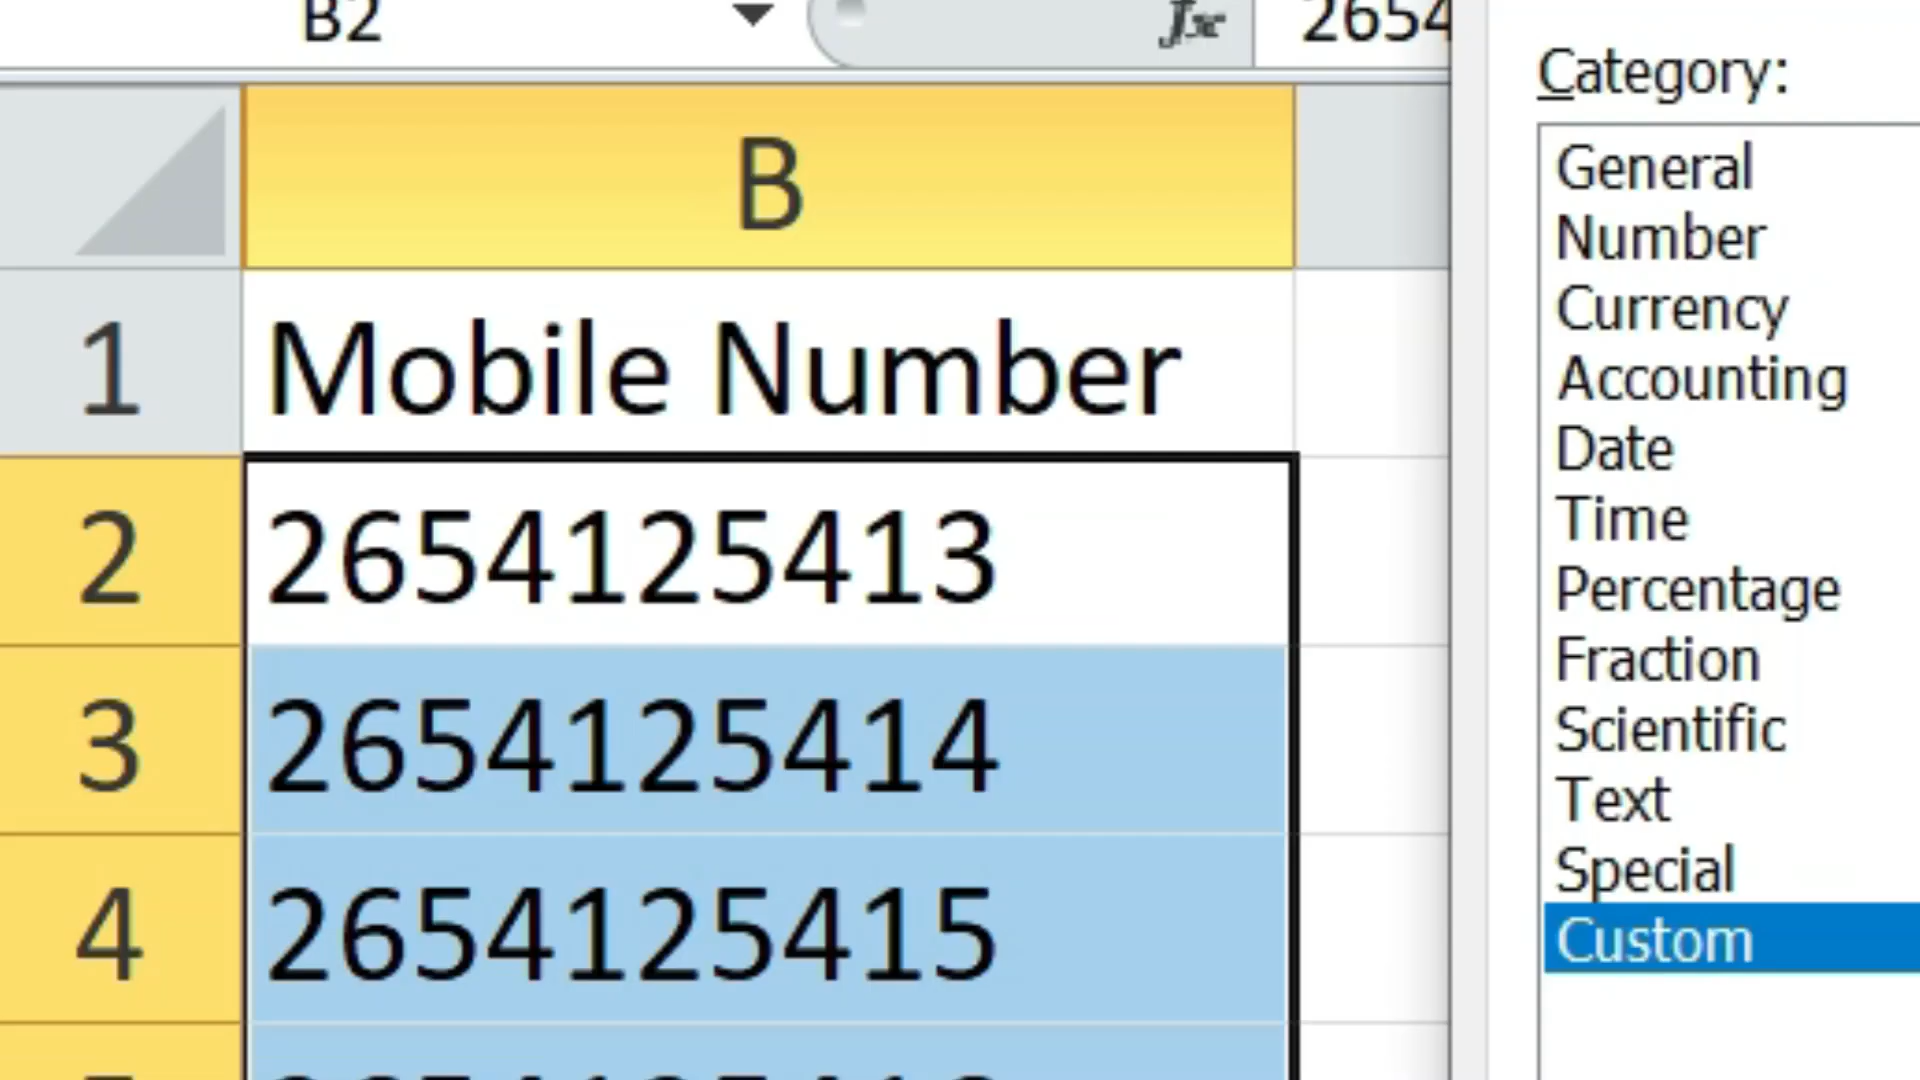 B2
fx
2654
B
1
Mobile Number
2
2654125413
3
2654125414
4
2654125415
Category:
General
Number
Currency
Accounting
Date
Time
Percentage
Fraction
Scientific
Text
Special
Custom